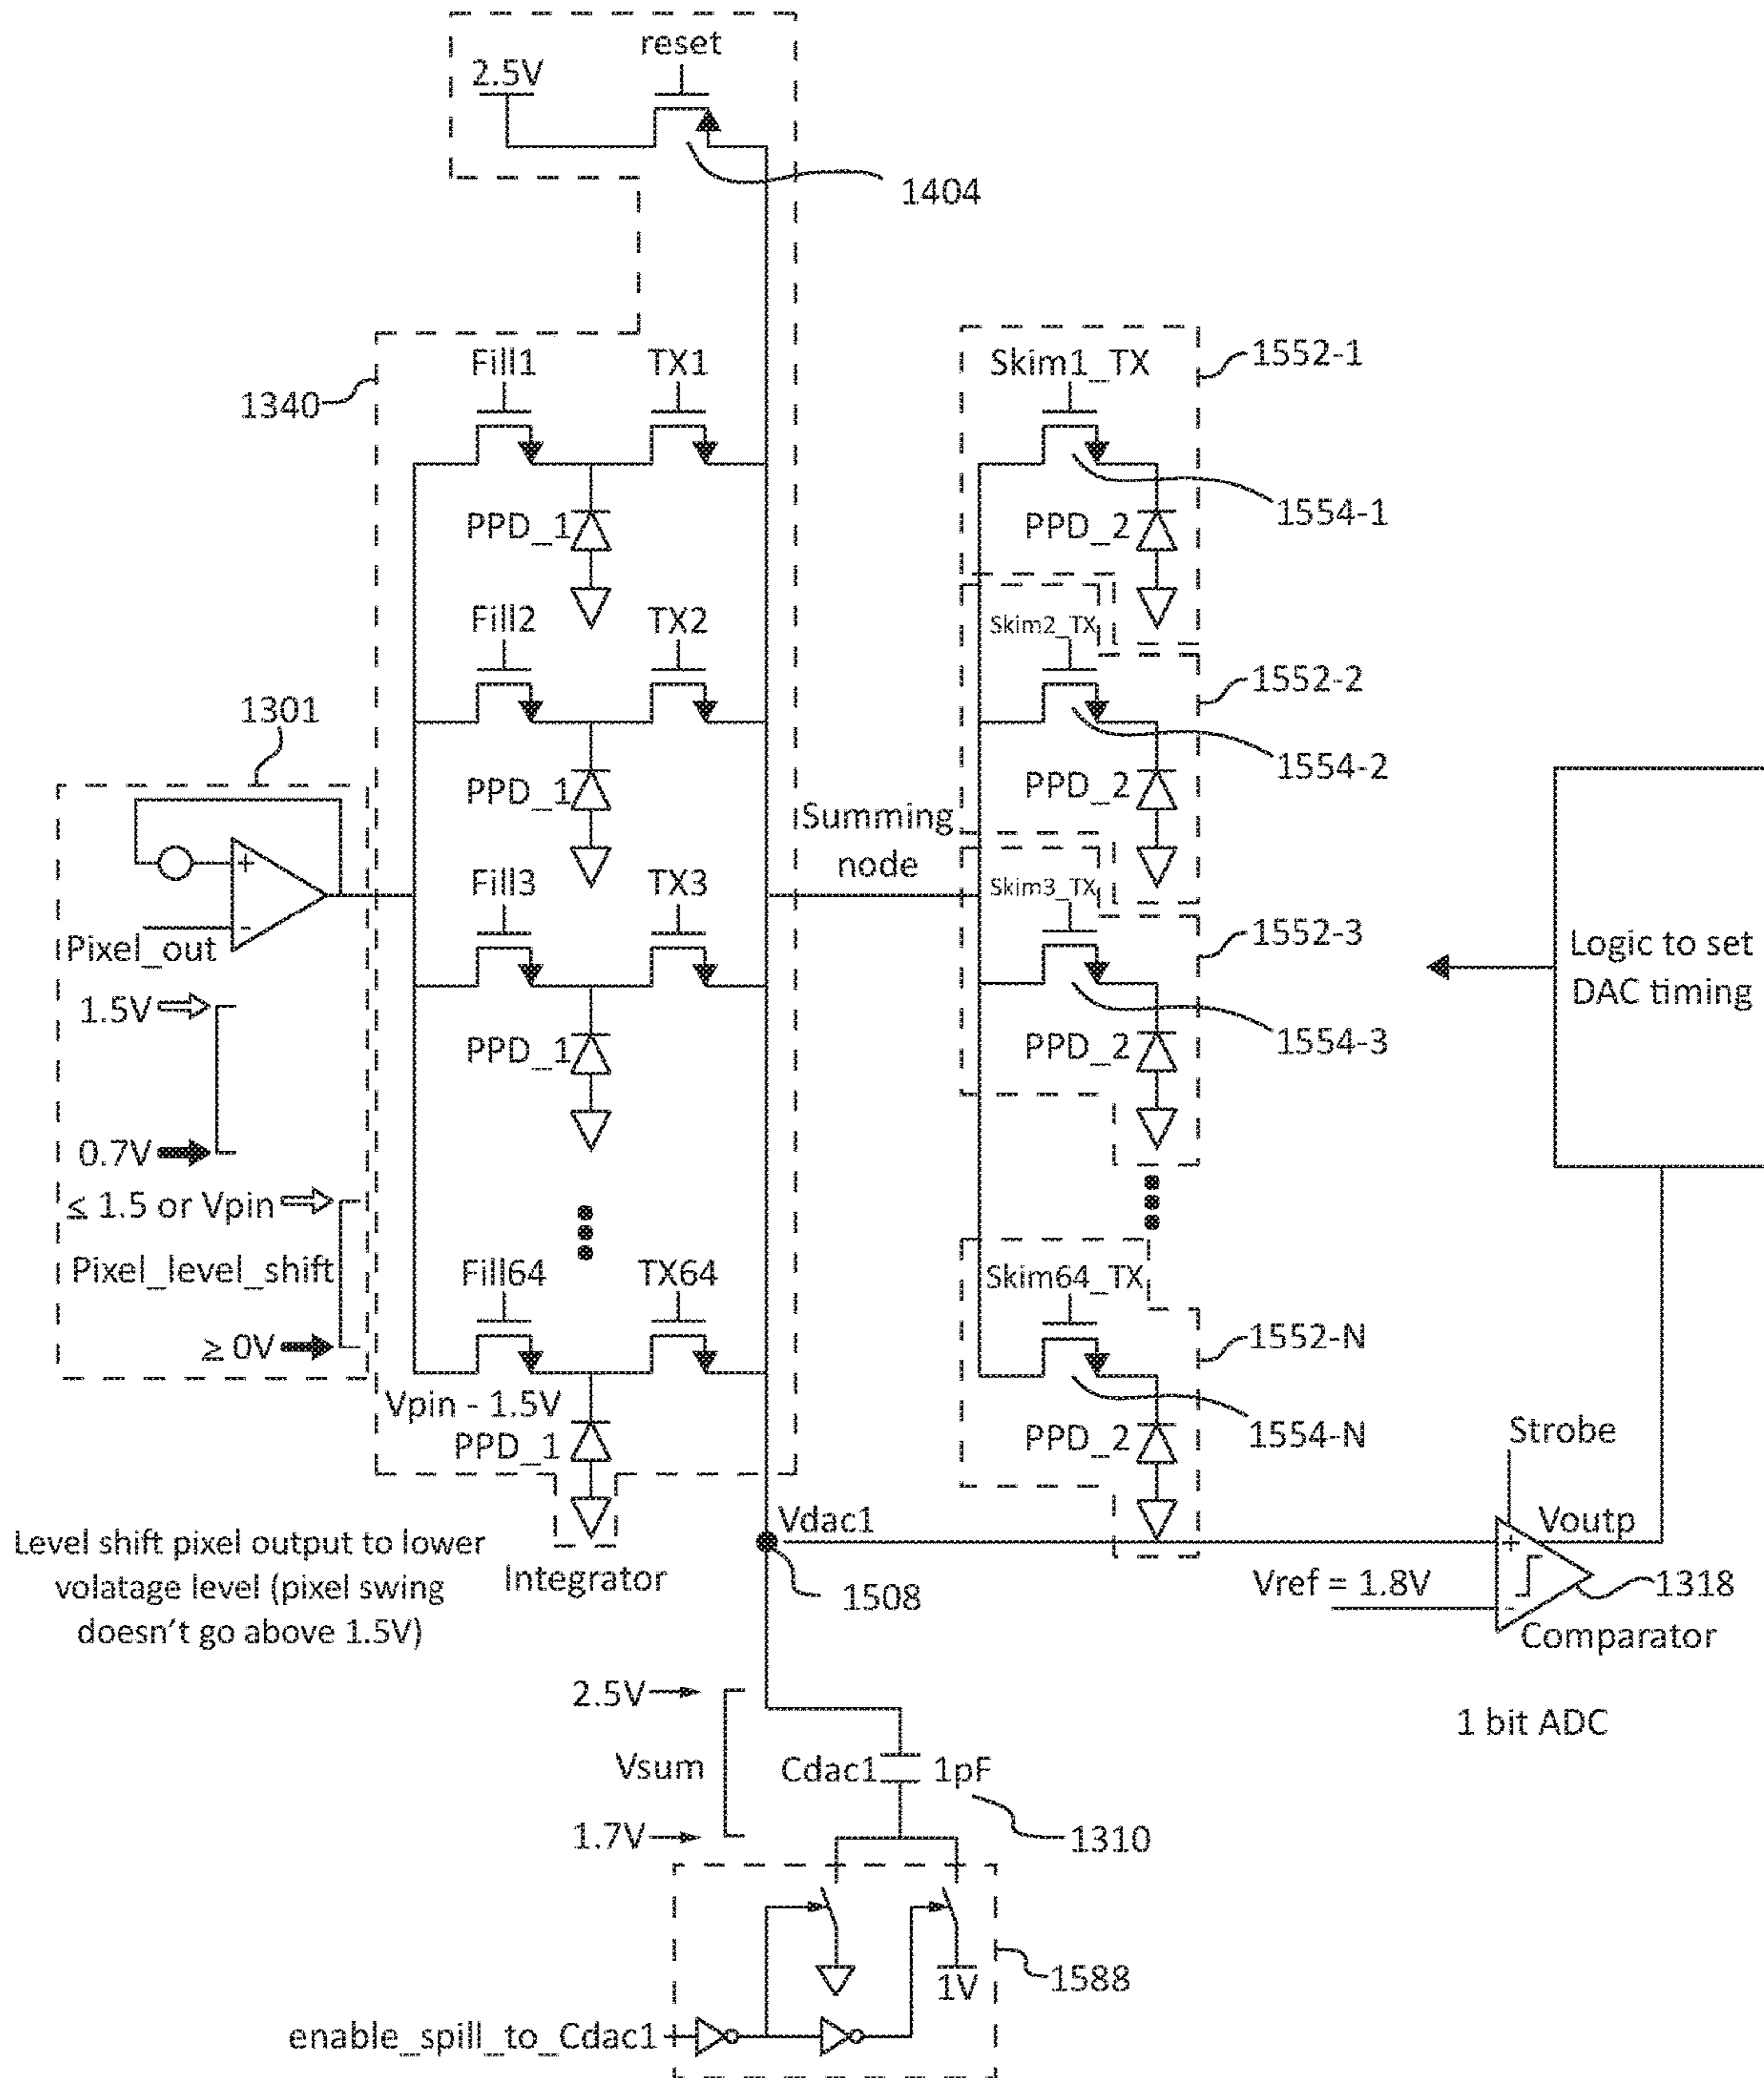 reset
2.5V
1404
Fill1
TX1
Skim1_TX
1552-1
1340
PPD_1
PPD_2
1554-1
Fill2
TX2
Skim2_TX
1552-2
1301
PPD_1
PPD_2
1554-2
Summing
node
Fill3
TX3
Skim3_TX
1552-3
+
-
Pixel_out
Logic to set
DAC timing
1.5V
PPD_1
PPD_2
1554-3
0.7V
≤ 1.5 or Vpin
Pixel_level_shift
≥ 0V
Fill64
TX64
Skim64_TX
1552-N
Vpin - 1.5V
PPD_1
PPD_2
1554-N
Strobe
Level shift pixel output to lower
volatage level (pixel swing
doesn't go above 1.5V)
Integrator
Vdac1
1508
+
-
Voutp
Vref = 1.8V
1318
Comparator
2.5V
1 bit ADC
Vsum
Cdac1
1pF
1.7V
1310
1V
1588
enable_spill_to_Cdac1